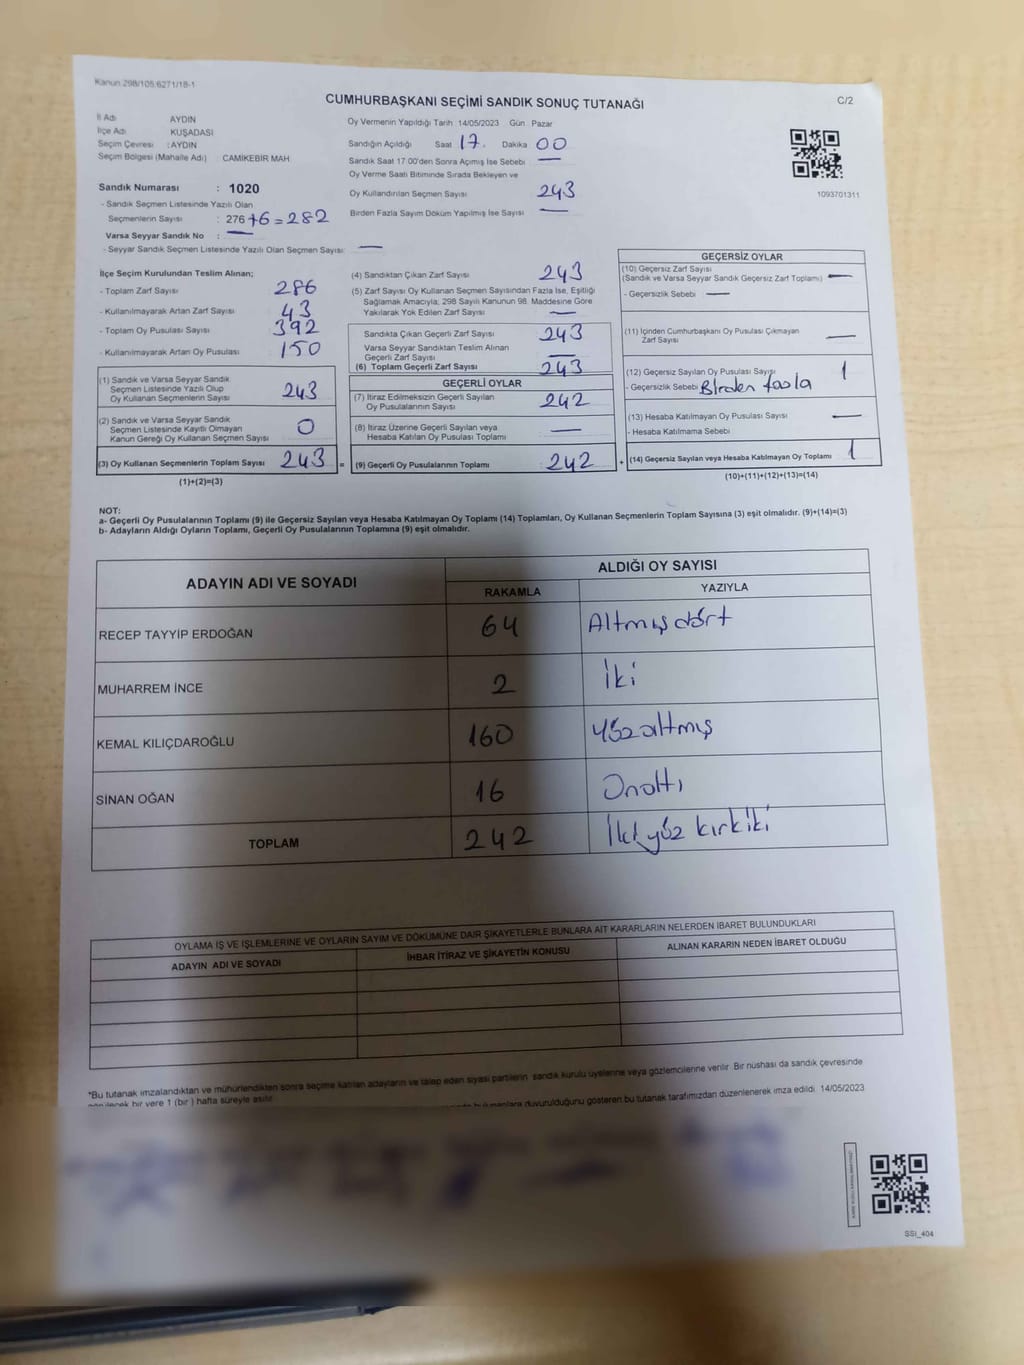 Kanun 298/105 6271/18-1
CUMHURBAŞKANI SEÇİMİ SANDIK SONUÇ TUTANAĞI
C/2
İl Adı AYDIN
İlçe Adı KUŞADASI
Seçim Çevresi : AYDIN
Seçim Bölgesi (Mahalle Adı) : CAMİKEBİR MAH.
Oy Vermenin Yapıldığı Tarih 14/05/2023 Gün : Pazar
Sandığın Açıldığı Saat 17. Dakika 00
Sandık Saat 17 00'den Sonra Açılmış İse Sebebi —
Oy Verme Saati Bitiminde Sırada Bekleyen ve
Oy Kullandırılan Seçmen Sayısı 243
Birden Fazla Sayım Döküm Yapılmış İse Sayısı —
1093701311
Sandık Numarası : 1020
- Sandık Seçmen Listesinde Yazılı Olan
Seçmenlerin Sayısı : 276+6=282
Varsa Seyyar Sandık No : —
- Seyyar Sandık Seçmen Listesinde Yazılı Olan Seçmen Sayısı: —
İlçe Seçim Kurulundan Teslim Alınan;
- Toplam Zarf Sayısı 286
- Kullanılmayarak Artan Zarf Sayısı 43
- Toplam Oy Pusulası Sayısı 392
- Kullanılmayarak Artan Oy Pusulası 150
(1) Sandık ve Varsa Seyyar Sandık
Seçmen Listesinde Yazılı Olup
Oy Kullanan Seçmenlerin Sayısı 243
(2) Sandık ve Varsa Seyyar Sandık
Seçmen Listesinde Kayıtlı Olmayan
Kanun Gereği Oy Kullanan Seçmen Sayısı 0
(3) Oy Kullanan Seçmenlerin Toplam Sayısı 243 =
(1)+(2)=(3)
(4) Sandıktan Çıkan Zarf Sayısı 243
(5) Zarf Sayısı Oy Kullanan Seçmen Sayısından Fazla İse, Eşitliği
Sağlamak Amacıyla; 298 Sayılı Kanunun 98. Maddesine Göre
Yakılarak Yok Edilen Zarf Sayısı —
Sandıkta Çıkan Geçerli Zarf Sayısı 243
Varsa Seyyar Sandıktan Teslim Alınan
Geçerli Zarf Sayısı —
(6) Toplam Geçerli Zarf Sayısı 243
GEÇERLİ OYLAR
(7) İtiraz Edilmeksizin Geçerli Sayılan
Oy Pusulalarının Sayısı 242
(8) İtiraz Üzerine Geçerli Sayılan veya
Hesaba Katılan Oy Pusulası Toplamı —
(9) Geçerli Oy Pusulalarının Toplamı 242 +
GEÇERSİZ OYLAR
(10) Geçersiz Zarf Sayısı
(Sandık ve Varsa Seyyar Sandık Geçersiz Zarf Toplamı) —
- Geçersizlik Sebebi —
(11) İçinden Cumhurbaşkanı Oy Pusulası Çıkmayan
Zarf Sayısı —
(12) Geçersiz Sayılan Oy Pusulası Sayısı 1
- Geçersizlik Sebebi Birden fazla
(13) Hesaba Katılmayan Oy Pusulası Sayısı —
- Hesaba Katılmama Sebebi
(14) Geçersiz Sayılan veya Hesaba Katılmayan Oy Toplamı 1
(10)+(11)+(12)+(13)=(14)
NOT:
a- Geçerli Oy Pusulalarının Toplamı (9) ile Geçersiz Sayılan veya Hesaba Katılmayan Oy Toplamı (14) Toplamları, Oy Kullanan Seçmenlerin Toplam Sayısına (3) eşit olmalıdır. (9)+(14)=(3)
b- Adayların Aldığı Oyların Toplamı, Geçerli Oy Pusulalarının Toplamına (9) eşit olmalıdır.
ADAYIN ADI VE SOYADI ALDIĞI OY SAYISI
RAKAMLA YAZIYLA
RECEP TAYYİP ERDOĞAN 64 Altmışdört
MUHARREM İNCE 2 İki
KEMAL KILIÇDAROĞLU 160 Yüzaltmış
SİNAN OĞAN 16 Onaltı
TOPLAM 242 İki yüz kırkiki
OYLAMA İŞ VE İŞLEMLERİNE VE OYLARIN SAYIM VE DÖKÜMÜNE DAİR ŞİKAYETLERLE BUNLARA AİT KARARLARIN NELERDEN İBARET BULUNDUKLARI
ADAYIN ADI VE SOYADI İHBAR İTİRAZ VE ŞİKAYETİN KONUSU ALINAN KARARIN NEDEN İBARET OLDUĞU
*Bu tutanak imzalandıktan ve mühürlendikten sonra seçime katılan adayların ve talep eden siyasi partilerin sandık kurulu üyelerine veya gözlemcilerine verilir. Bir nüshası da sandık çevresinde
görülecek bir yere 1 (bir ) hafta süreyle asılır.
duyurulduğunu gösteren bu tutanak tarafımızdan düzenlenerek imza edildi. 14/05/2023
SSI_404